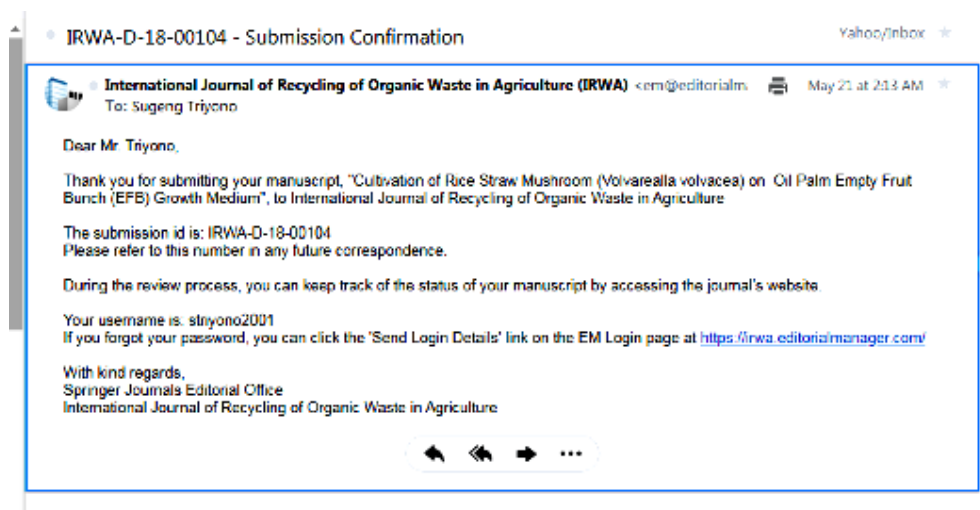 IRWA-D-18-00104 - Submission Confirmation
Yahoo/Inbox
International Journal of Recycling of Organic Waste in Agriculture (IRWA) <em@editorialm.
May 21 at 2:13 AM
To: Sugeng Triyono
Dear Mr. Triyono,
Thank you for submitting your manuscript, "Cultivation of Rice Straw Mushroom (Volvarealla volvacea) on Oil Palm Empty Fruit
Bunch (EFB) Growth Medium", to International Journal of Recycling of Organic Waste in Agriculture
The submission id is: IRWA-D-18-00104
Please refer to this number in any future correspondence.
During the review process, you can keep track of the status of your manuscript by accessing the journal's website.
Your username is: striyono2001
If you forgot your password, you can click the 'Send Login Details' link on the EM Login page at https://irwa.editorialmanager.com/
With kind regards,
Springer Journals Editorial Office
International Journal of Recycling of Organic Waste in Agriculture